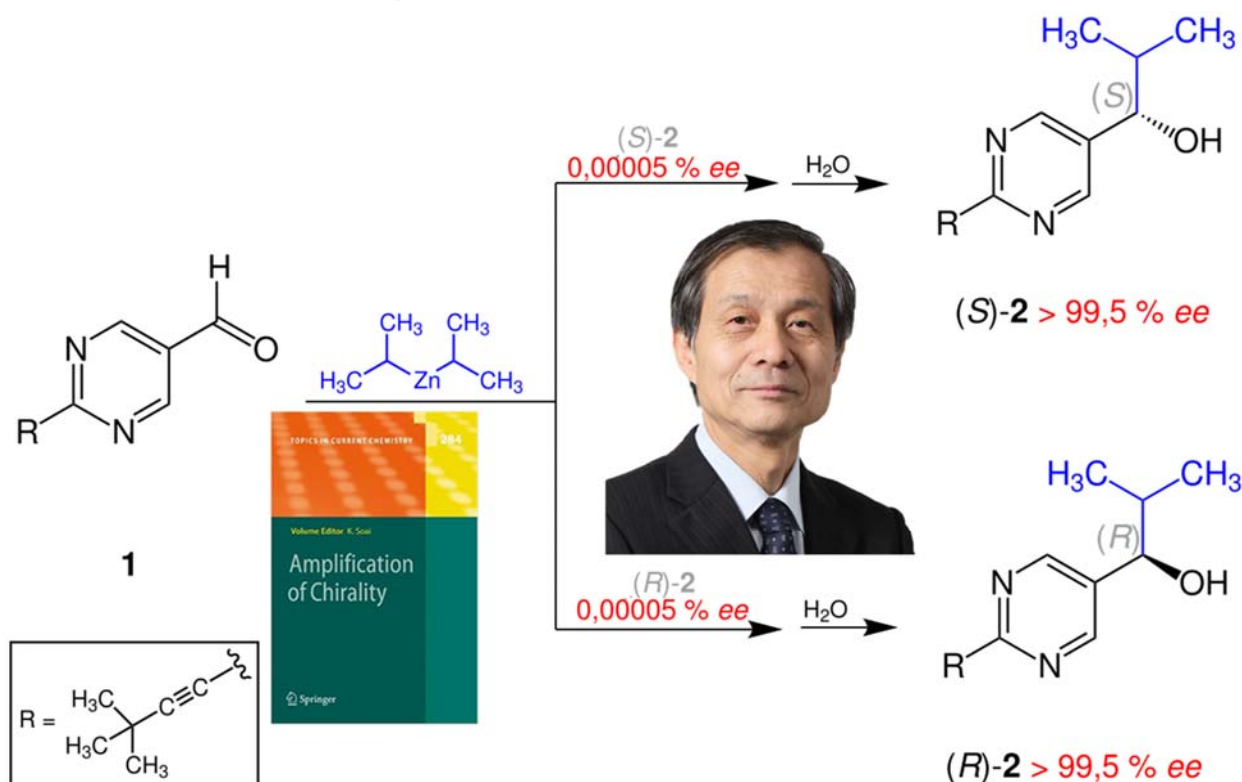 H₃C CH₃
(S)
N OH
R N
(S)-2
0,00005 % ee
H₂O
(S)-2 > 99,5 % ee
H
N O
R N
1
CH₃ CH₃
H₃C Zn CH₃
TOPICS IN CURRENT CHEMISTRY 284
Volume Editor K. Soai
Amplification
of Chirality
Springer
(R)-2
0,00005 % ee
H₂O
H₃C CH₃
(R)
N OH
R N
(R)-2 > 99,5 % ee
R =
C≡C
H₃C
H₃C
CH₃